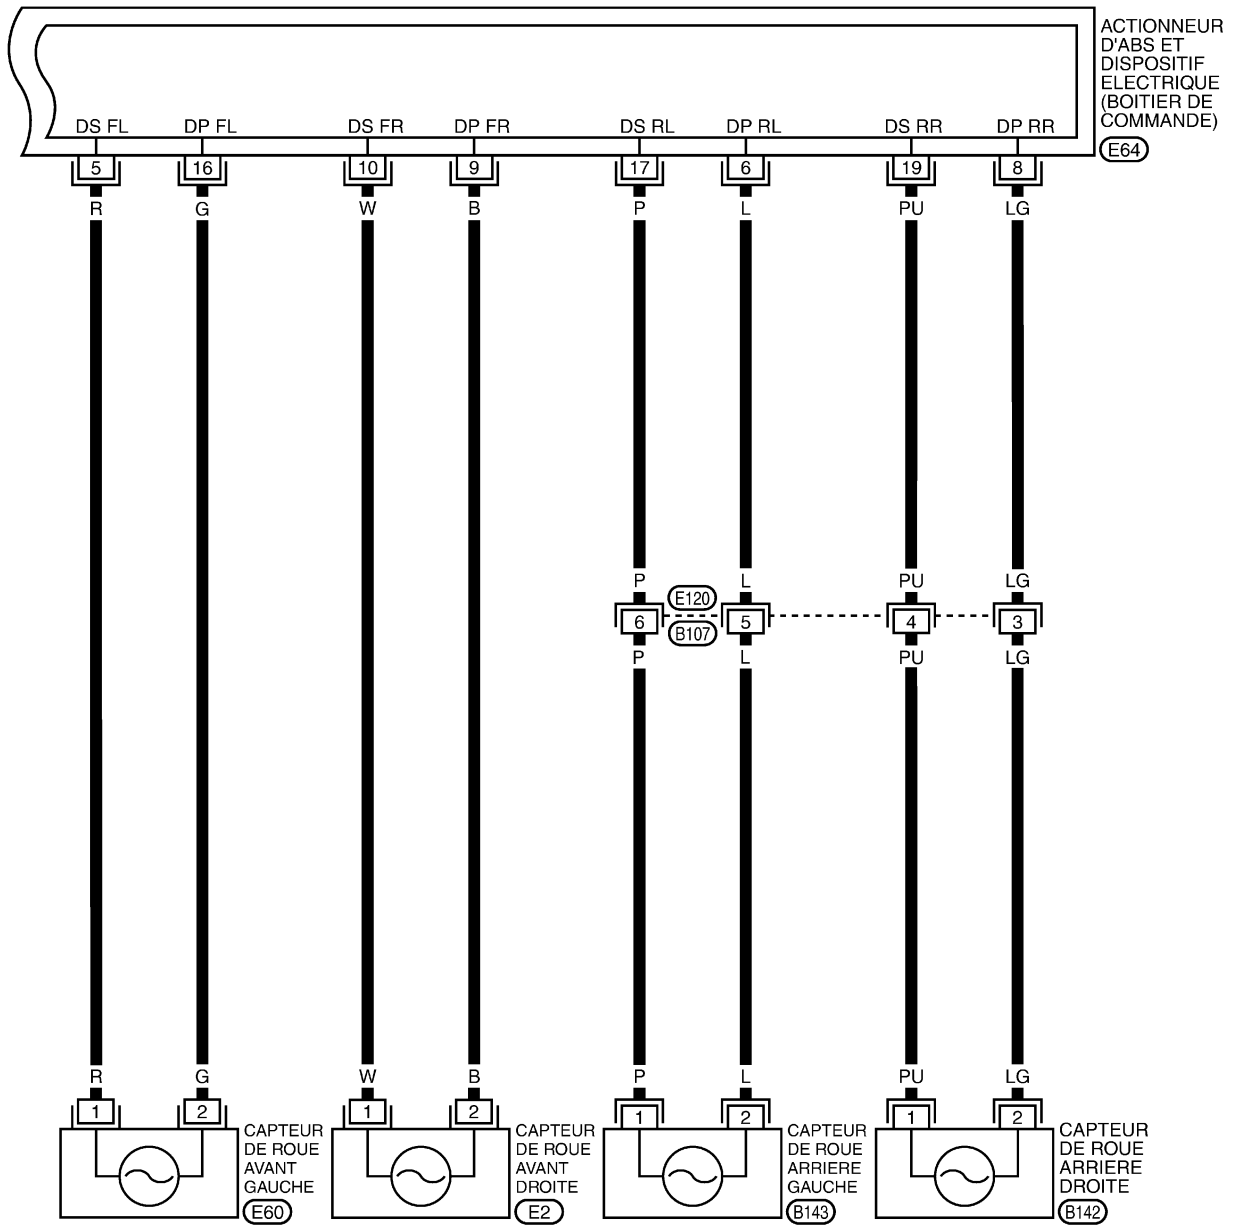 ACTIONNEUR
D'ABS ET
DISPOSITIF
ELECTRIQUE
(BOITIER DE
COMMANDE)
E64
DS FL DP FL DS FR DP FR DS RL DP RL DS RR DP RR
5 16 10 9 17 6 19 8
R G W B P L PU LG
P L PU LG
E120
6 5 4 3
B107
P L PU LG
R G W B P L PU LG
1 2 1 2 1 2 1 2
CAPTEUR
DE ROUE
AVANT
GAUCHE
E60
CAPTEUR
DE ROUE
AVANT
DROITE
E2
CAPTEUR
DE ROUE
ARRIERE
GAUCHE
B143
CAPTEUR
DE ROUE
ARRIERE
DROITE
B142